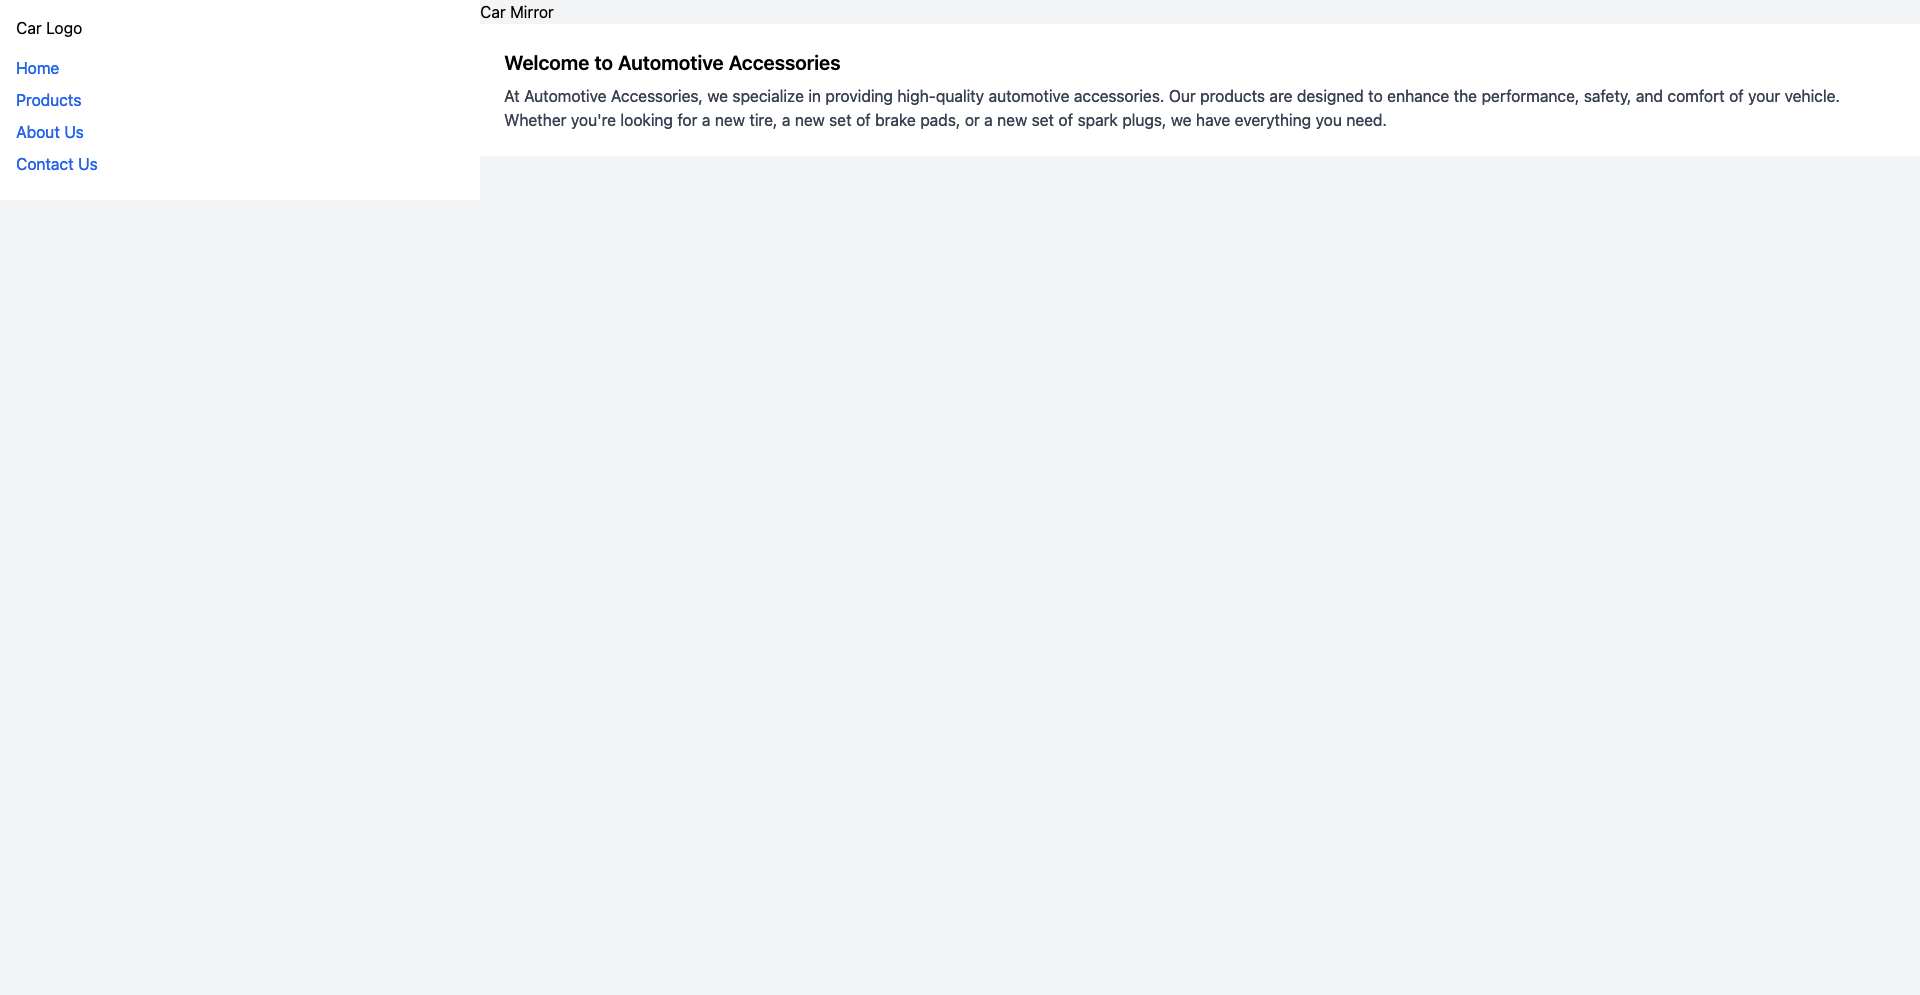 Car Logo
Home
Products
About Us
Contact Us
Car Mirror
Welcome to Automotive Accessories
At Automotive Accessories, we specialize in providing high-quality automotive accessories. Our products are designed to enhance the performance, safety, and comfort of your vehicle.
Whether you're looking for a new tire, a new set of brake pads, or a new set of spark plugs, we have everything you need.